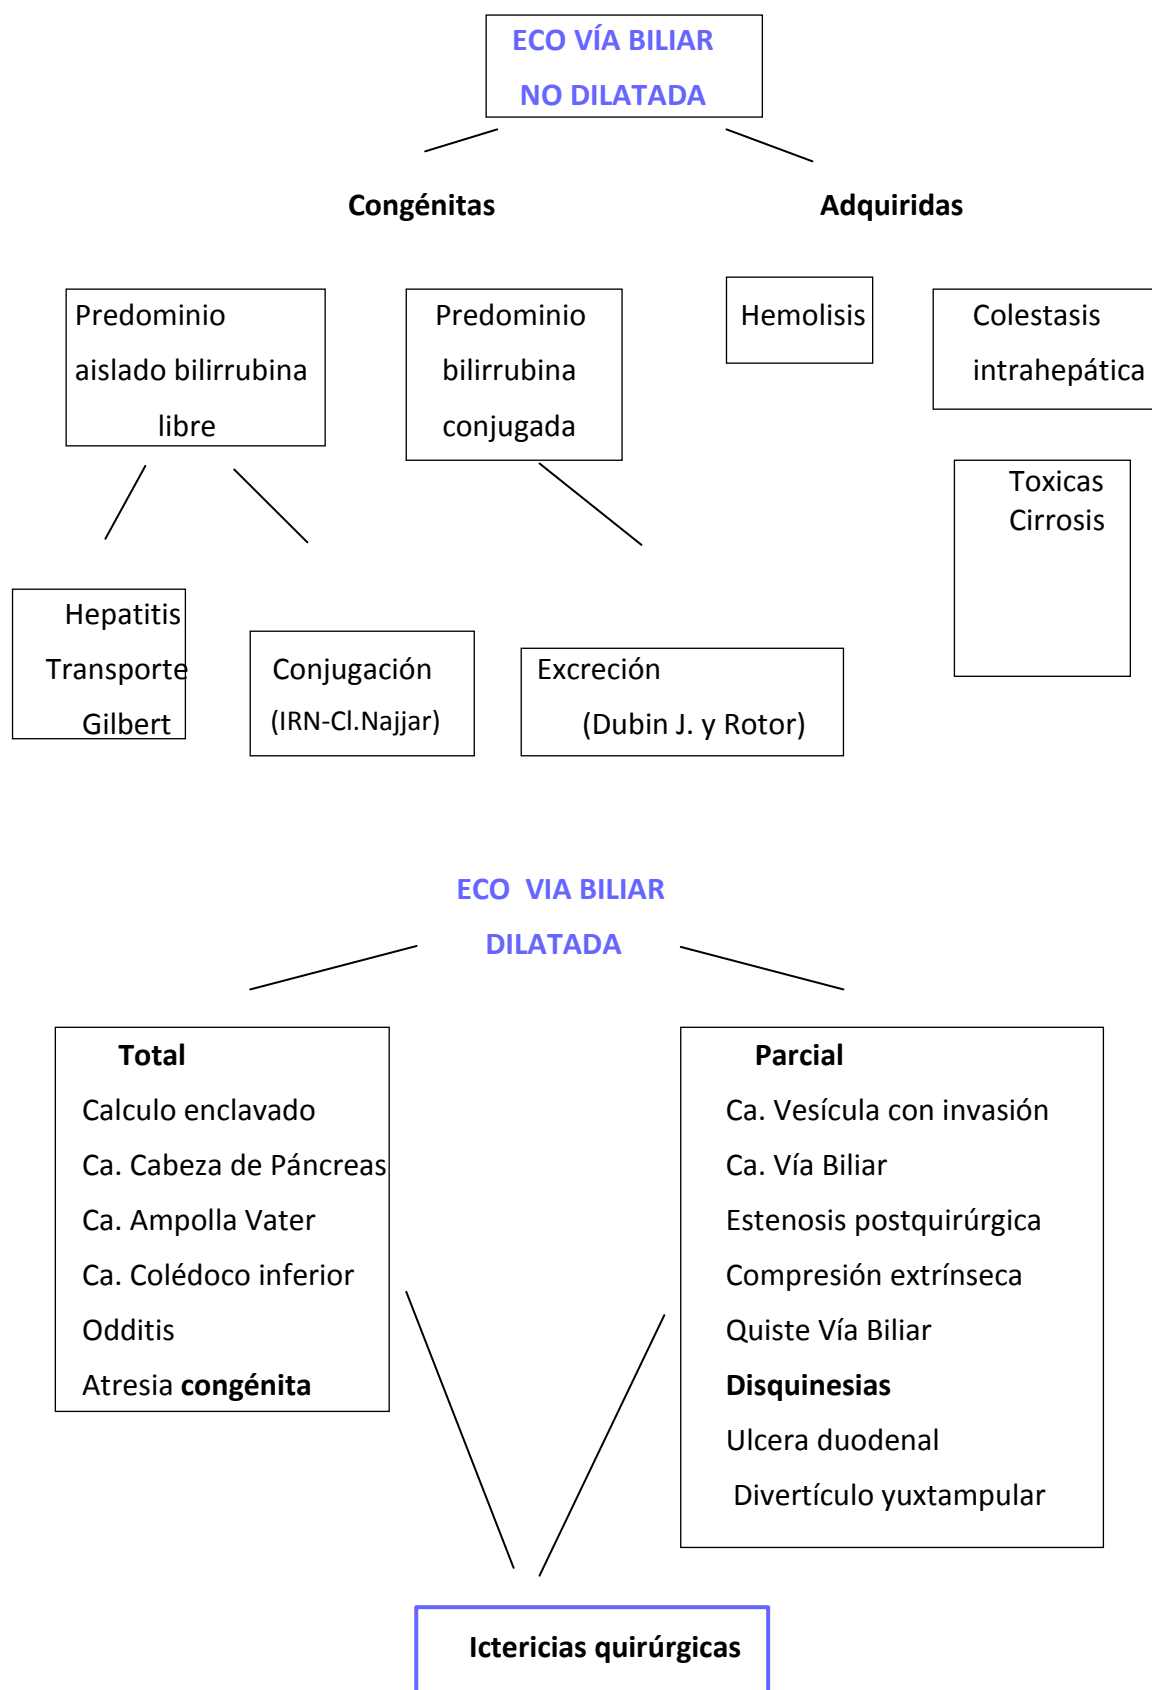 ECO VÍA BILIAR
NO DILATADA
Congénitas
Adquiridas
Predominio
aislado bilirrubina
libre
Predominio
bilirrubina
conjugada
Hemolisis
Colestasis
intrahepática
Toxicas
Cirrosis
Hepatitis
Transporte
Gilbert
Conjugación
(IRN-Cl.Najjar)
Excreción
(Dubin J. y Rotor)
ECO VIA BILIAR
DILATADA
Total
Calculo enclavado
Ca. Cabeza de Páncreas
Ca. Ampolla Vater
Ca. Colédoco inferior
Odditis
Atresia congénita
Parcial
Ca. Vesícula con invasión
Ca. Vía Biliar
Estenosis postquirúrgica
Compresión extrínseca
Quiste Vía Biliar
Disquinesias
Ulcera duodenal
Divertículo yuxtampular
Ictericias quirúrgicas